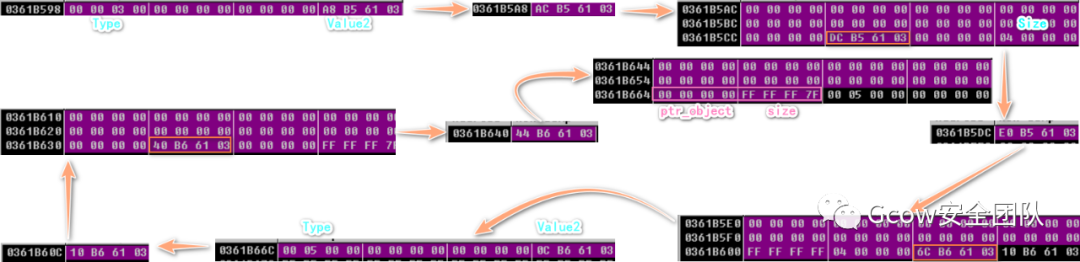 0361B598 00 00 03 00 00 00 00 00 00 00 00 00 A8 B5 61 03
Type Value2
0361B5A8 AC B5 61 03
0361B5AC 00 00 00 00 00 00 00 00 00 00 00 00 00 00 00 00
0361B5BC 00 00 00 00 00 00 00 00 00 00 00 00 00 00 00 00
Size
0361B5CC 00 00 00 00 DC B5 61 03 00 00 00 00 04 00 00 00
0361B644 00 00 00 00 00 00 00 00 00 00 00 00 00 00 00 00
0361B654 00 00 00 00 00 00 00 00 00 00 00 00 00 00 00 00
0361B664 00 00 00 00 FF FF FF 7F 00 05 00 00 00 00 00 00
ptr_object size
0361B610 00 00 00 00 00 00 00 00 00 00 00 00 00 00 00 00
0361B620 00 00 00 00 00 00 00 00 00 00 00 00 00 00 00 00
0361B630 00 00 00 00 40 B6 61 03 00 00 00 00 FF FF FF
0361B640 44 B6 61 03
0361B5DC E0 B5 61 03
Gcow安全团队
0361B5E0 00 00 00 00 00 00 00 00 00 00
0361B5F0 00 00 00 00 00 00 00 00 00 00 00 00 00 00 00 00
0361B600 FF FF FF FF 04 00 00 00 6C B6 61 03 10 B6 61 03
Type Value2
0361B66C 00 05 00 00 00 00 00 00 00 00 00 00 0C B6 61 03
0361B60C 10 B6 61 03